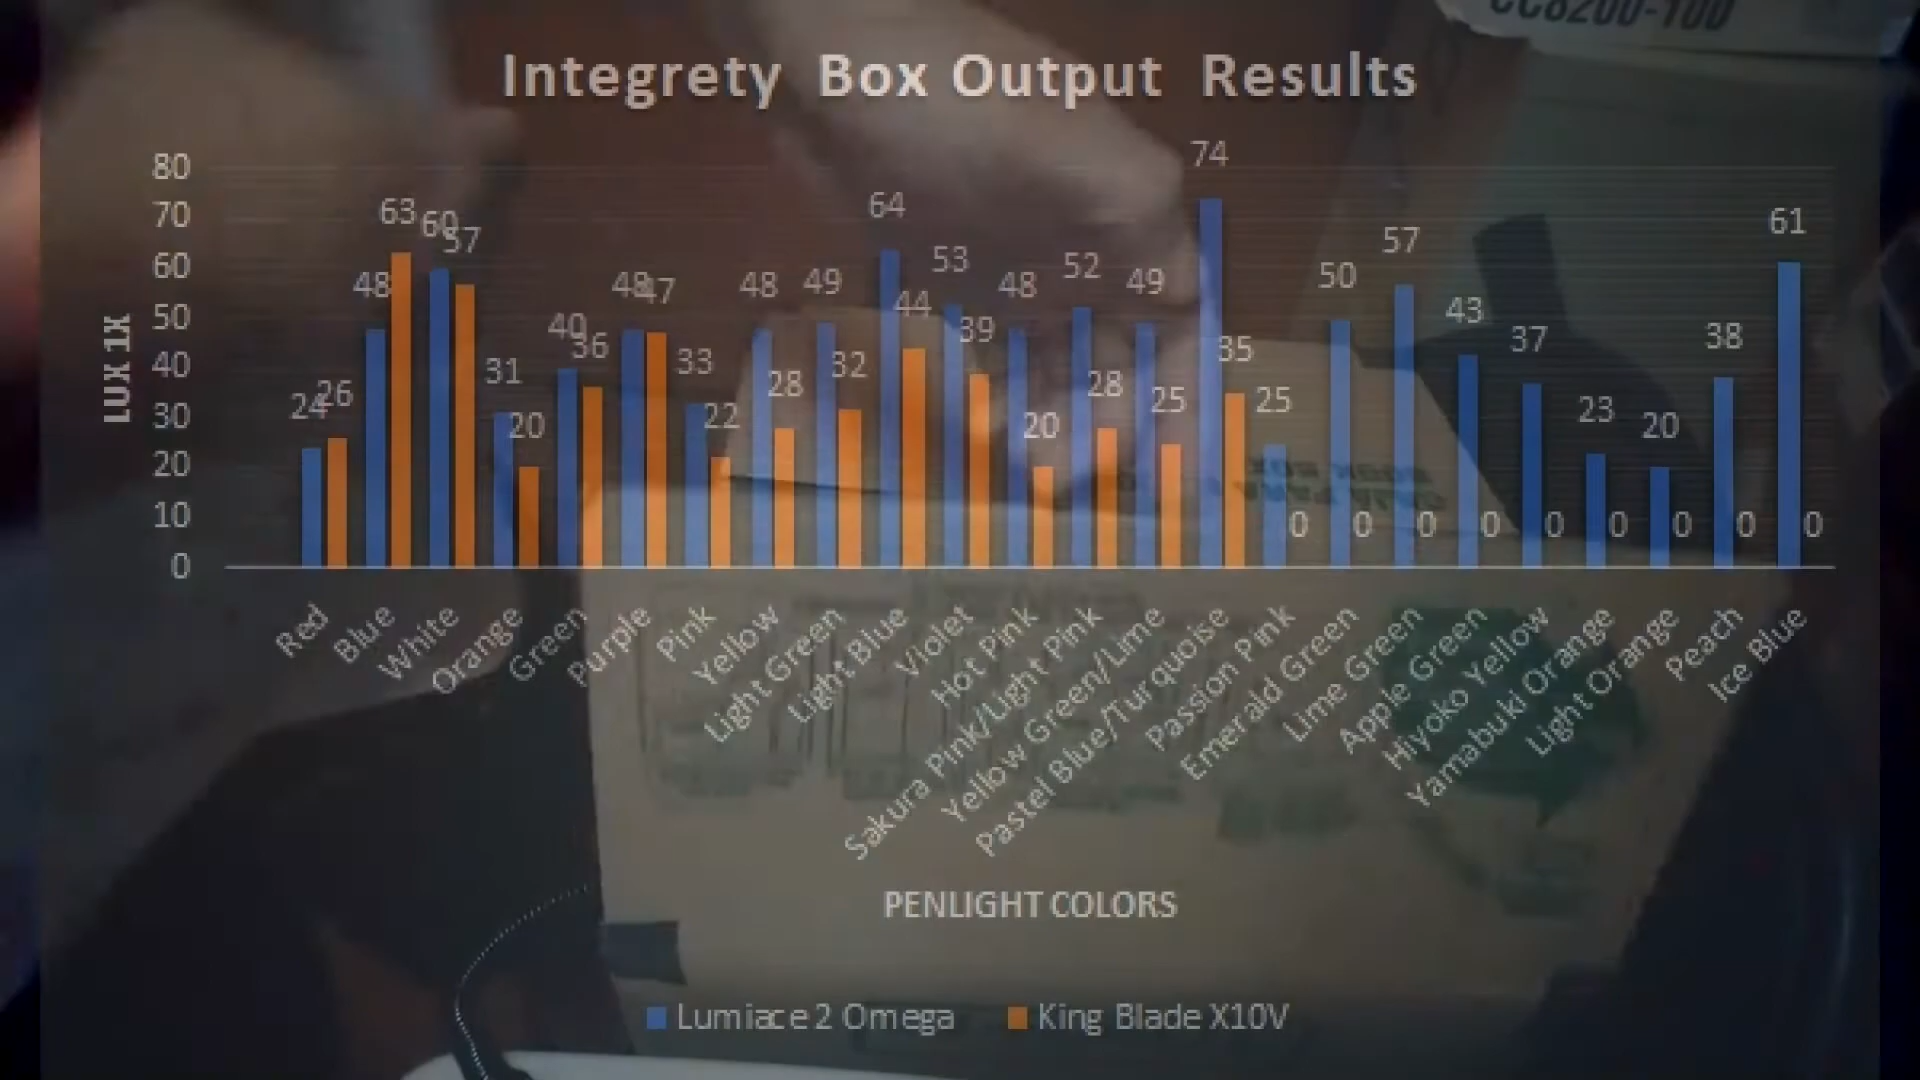 CC8200-100
Integrety Box Output Results
80
70
60
50
40
30
20
10
0
LUX 1X
24 26
48 63
60 57
31 20
40 36
48 47
33 22
48 28
49 32
64 44
53 39
48 20
52 28
49 25
74 35
25 0
50 0
57 0
43 0
37 0
23 0
20 0
38 0
61 0
Red
Blue
White
Orange
Green
Purple
Pink
Yellow
Light Green
Light Blue
Violet
Hot Pink
Sakura Pink/Light Pink
Yellow Green/Lime
Pastel Blue/Turquoise
Passion Pink
Emerald Green
Lime Green
Apple Green
Hiyoko Yellow
Yamabuki Orange
Light Orange
Peach
Ice Blue
PENLIGHT COLORS
Lumiace 2 Omega
King Blade X10V